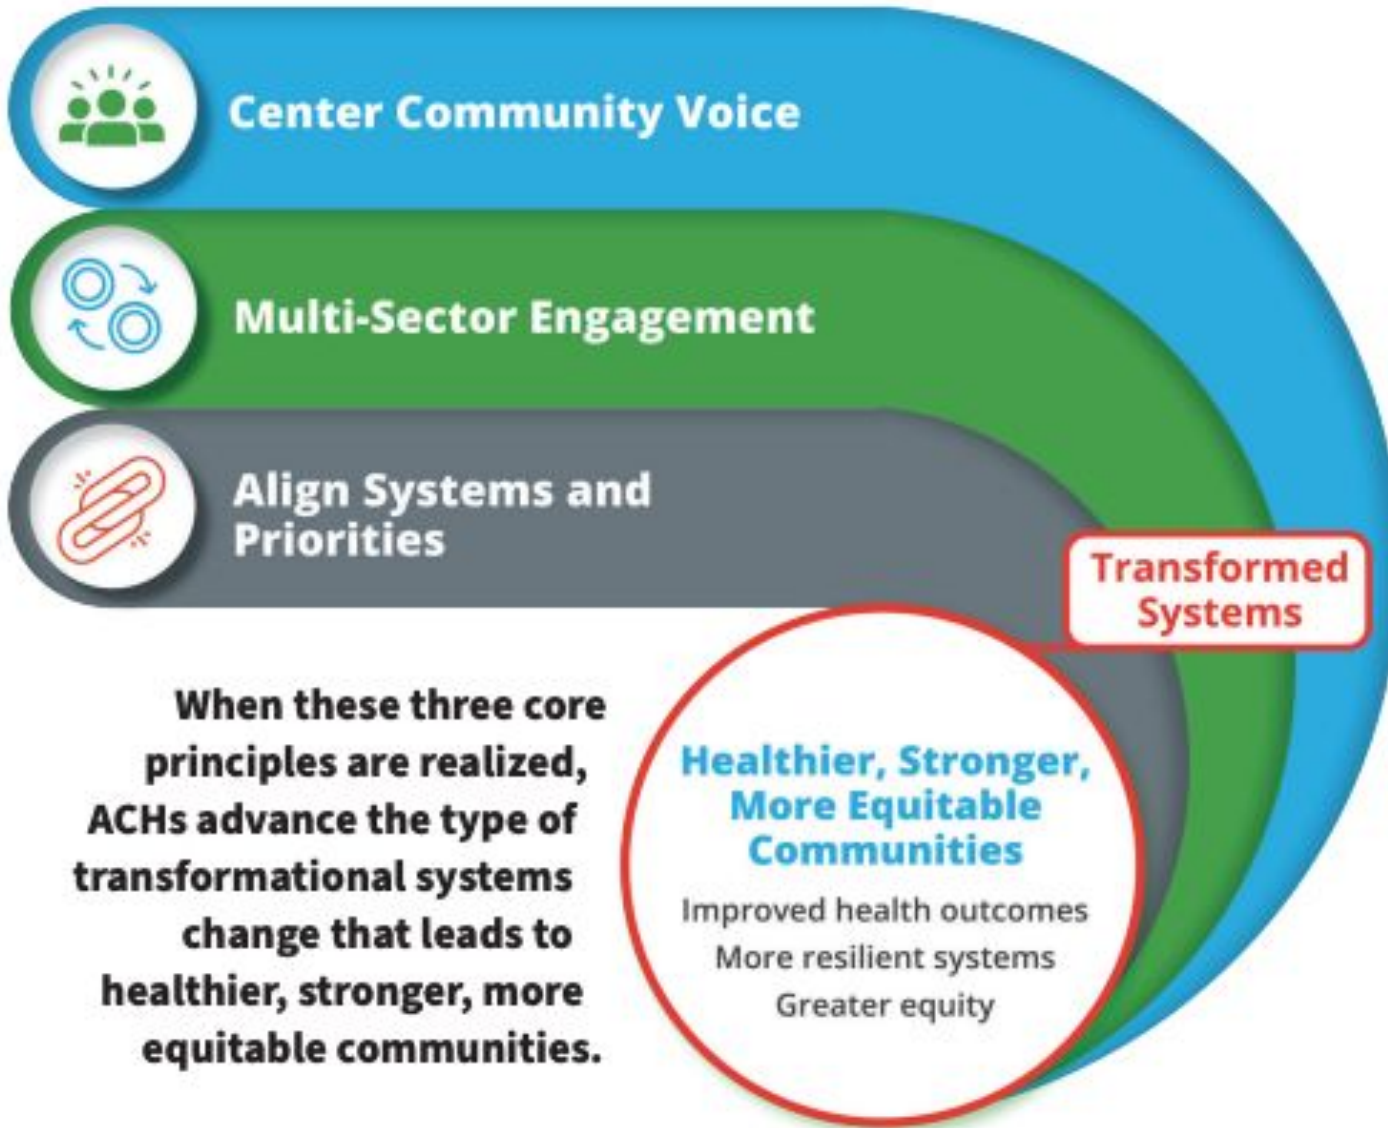 Center Community Voice
Multi-Sector Engagement
Align Systems and
Priorities
Transformed
Systems
When these three core
principles are realized,
ACHs advance the type of
transformational systems
change that leads to
healthier, stronger, more
equitable communities.
Healthier, Stronger,
More Equitable
Communities
Improved health outcomes
More resilient systems
Greater equity